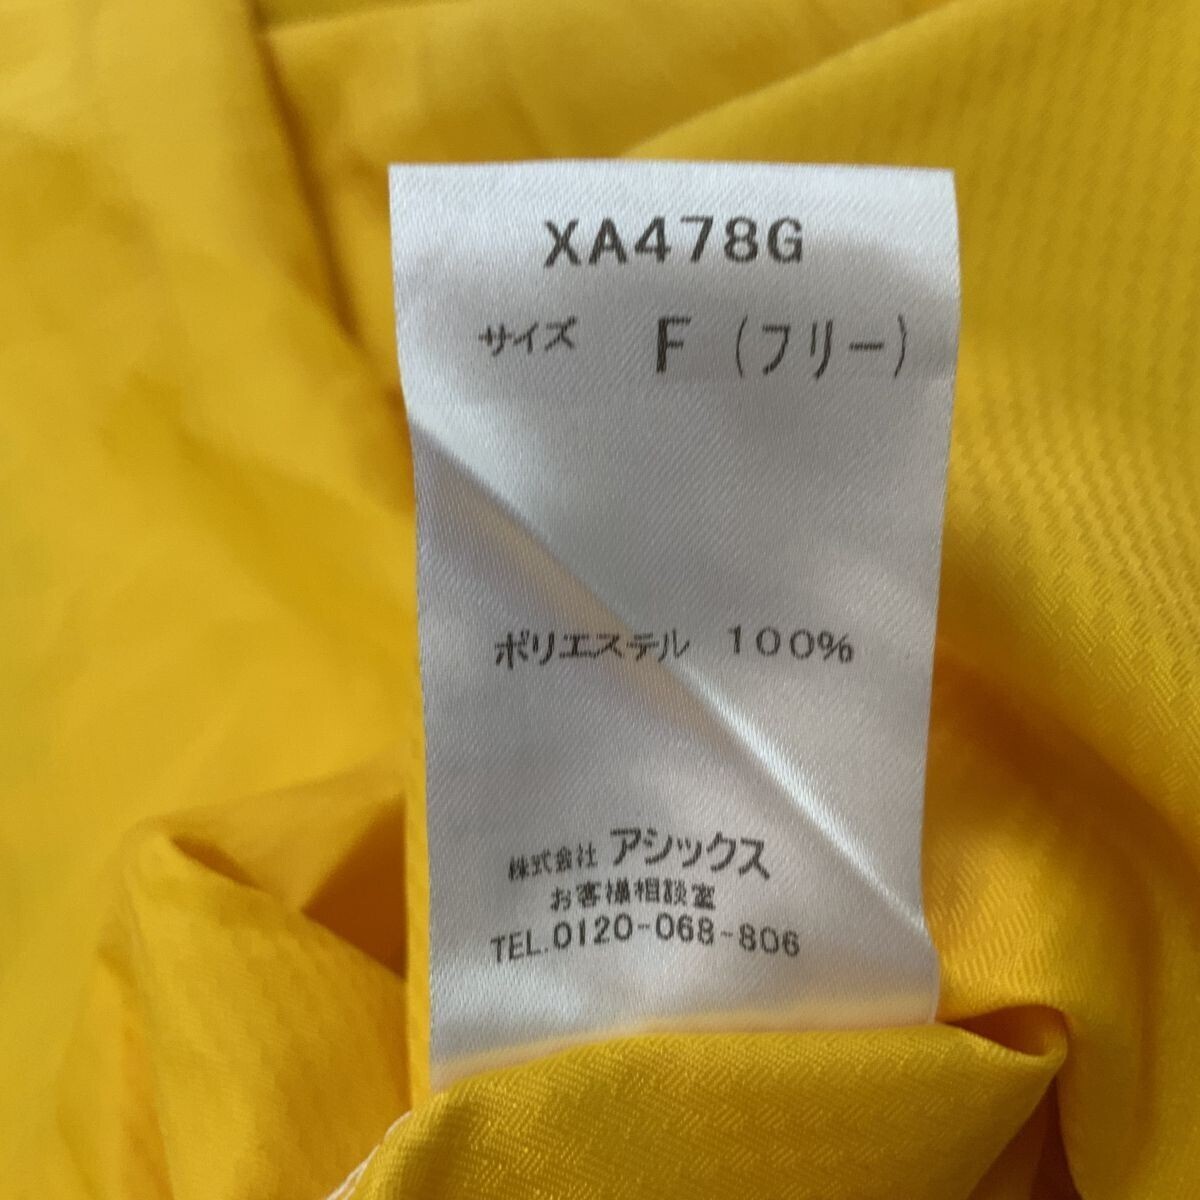 XA478G
サイズ F (フリー)
ポリエステル 100%
株式会社 アシックス
お客様相談室
TEL.0120-068-806